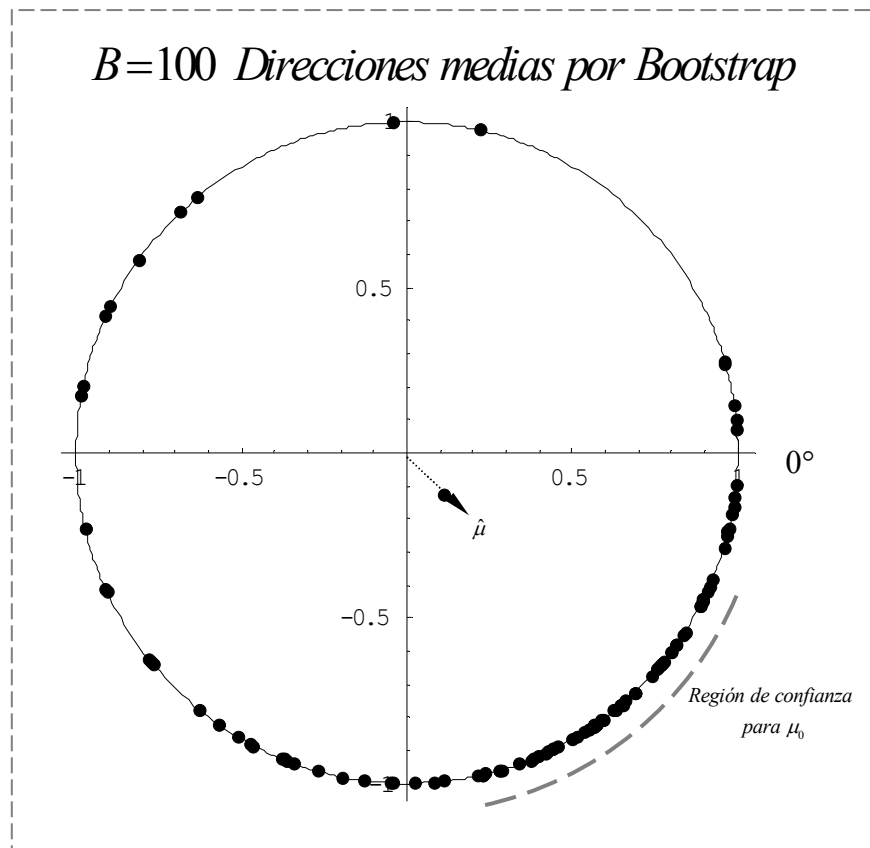 B=100 Direcciones medias por Bootstrap
1
0.5
-1 -0.5 0.5 1 0°
μ̂
-0.5
Región de confianza
para μ₀
-1